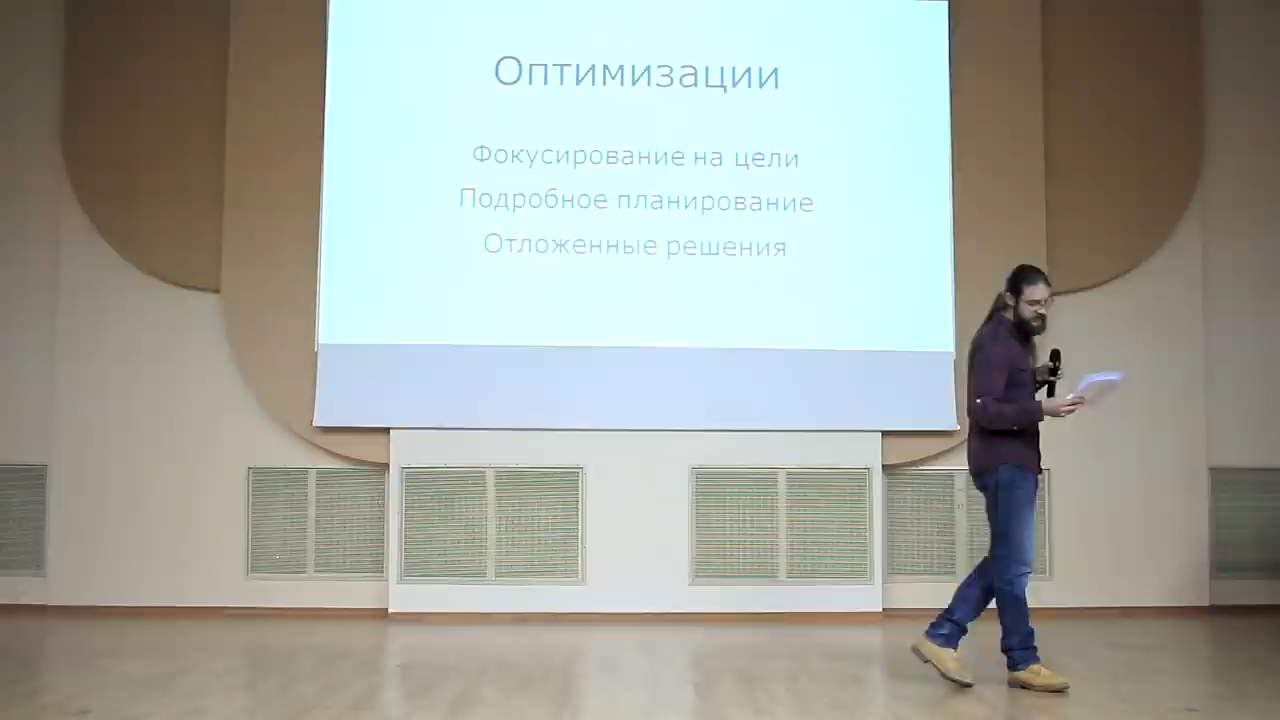 Оптимизации
Фокусирование на цели
Подробное планирование
Отложенные решения